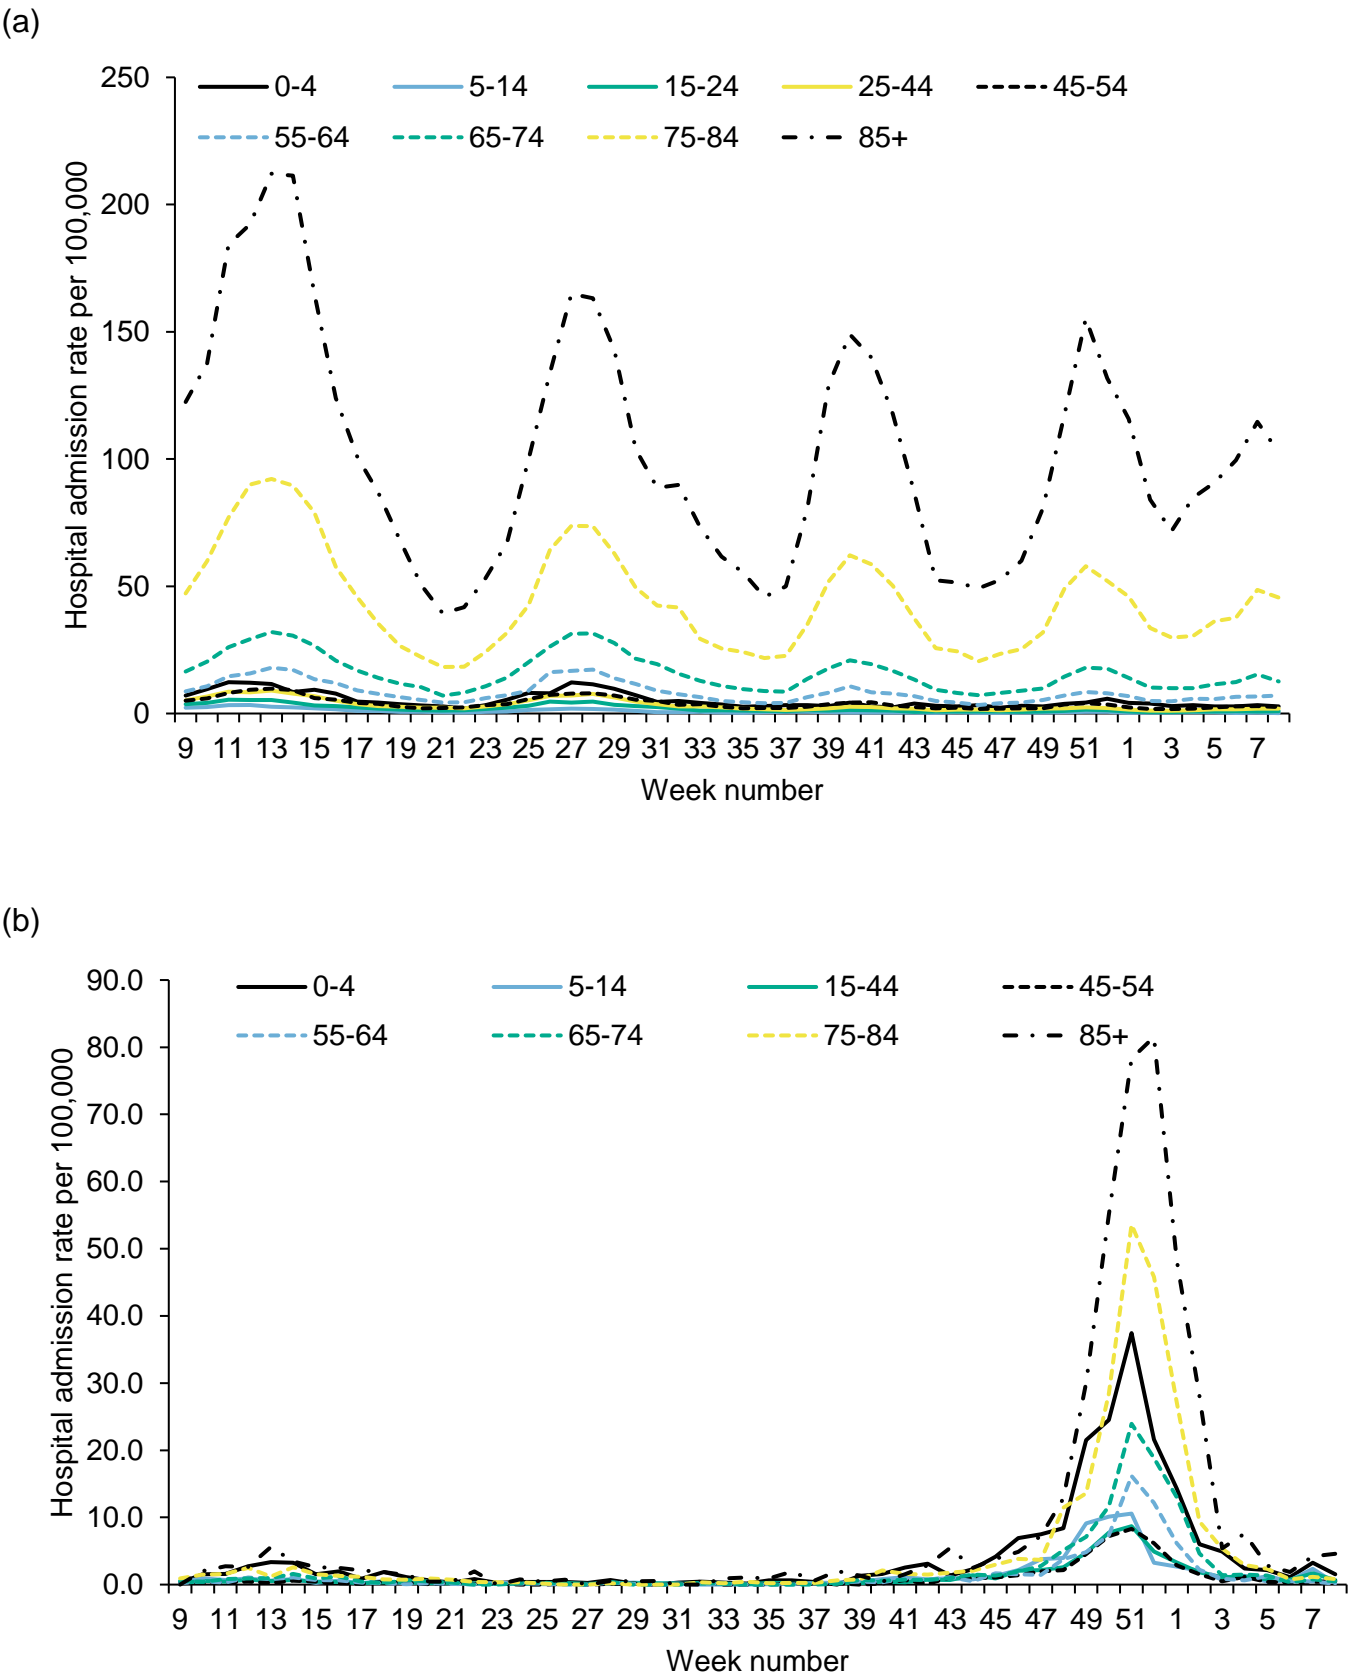 (a)
250
0-4 5-14 15-24 25-44 45-54
55-64 65-74 75-84 85+
200
150
100
50
0
Hospital admission rate per 100,000
9 11 13 15 17 19 21 23 25 27 29 31 33 35 37 39 41 43 45 47 49 51 1 3 5 7
Week number
(b)
90.0
0-4 5-14 15-44 45-54
55-64 65-74 75-84 85+
80.0
70.0
60.0
50.0
40.0
30.0
20.0
10.0
0.0
Hospital admission rate per 100,000
9 11 13 15 17 19 21 23 25 27 29 31 33 35 37 39 41 43 45 47 49 51 1 3 5 7
Week number